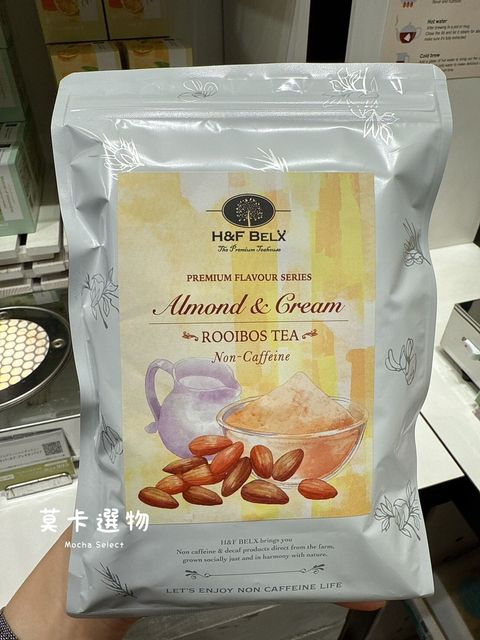 Hot water
Cold brew
H&F BELX
The Premium Teahouse
PREMIUM FLAVOUR SERIES
Almond & Cream
ROOIBOS TEA
Non-Caffeine
莫卡選物
Mocha Select
H&F BELX brings you
Non caffeine & decaf products direct from the farm,
grown socially just and in harmony with nature.
LET'S ENJOY NON CAFFEINE LIFE